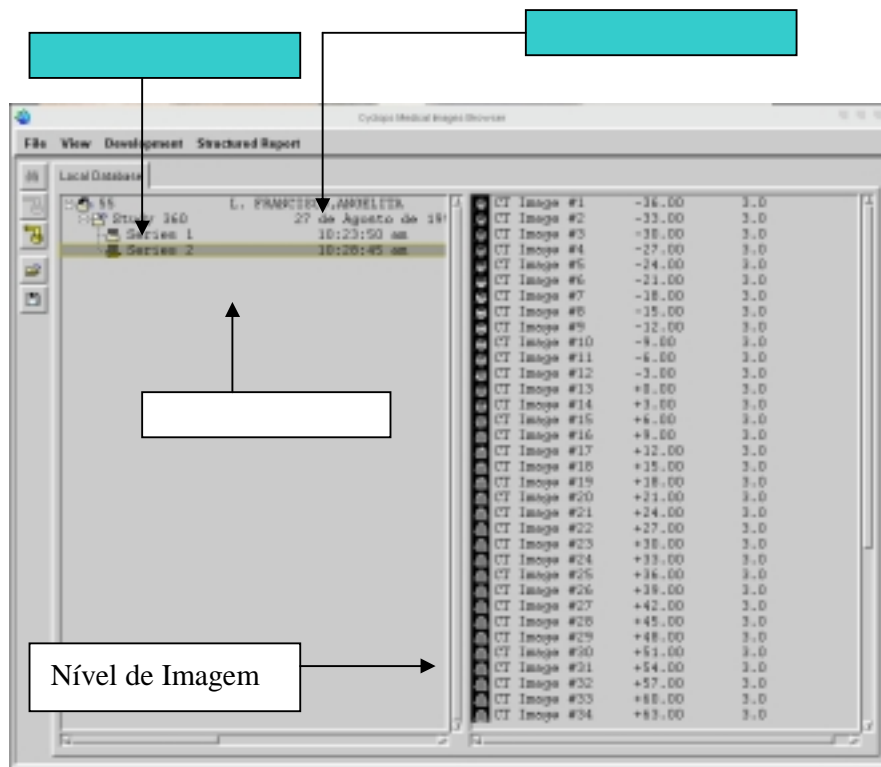 Cyclops Medical Images Browser
File View Development Structured Report
Local Database
55 L. FRANCISCA, ANGELITA
Study 360 27 de Agosto de 19
Series 1 10:23:50 am
Series 2 10:28:45 am
CT Image #1 -36.00 3.0
CT Image #2 -33.00 3.0
CT Image #3 -30.00 3.0
CT Image #4 -27.00 3.0
CT Image #5 -24.00 3.0
CT Image #6 -21.00 3.0
CT Image #7 -18.00 3.0
CT Image #8 -15.00 3.0
CT Image #9 -12.00 3.0
CT Image #10 -9.00 3.0
CT Image #11 -6.00 3.0
CT Image #12 -3.00 3.0
CT Image #13 +0.00 3.0
CT Image #14 +3.00 3.0
CT Image #15 +6.00 3.0
CT Image #16 +9.00 3.0
CT Image #17 +12.00 3.0
CT Image #18 +15.00 3.0
CT Image #19 +18.00 3.0
CT Image #20 +21.00 3.0
CT Image #21 +24.00 3.0
CT Image #22 +27.00 3.0
CT Image #23 +30.00 3.0
CT Image #24 +33.00 3.0
CT Image #25 +36.00 3.0
CT Image #26 +39.00 3.0
CT Image #27 +42.00 3.0
CT Image #28 +45.00 3.0
CT Image #29 +48.00 3.0
CT Image #30 +51.00 3.0
CT Image #31 +54.00 3.0
CT Image #32 +57.00 3.0
CT Image #33 +60.00 3.0
CT Image #34 +63.00 3.0
Nível de Imagem